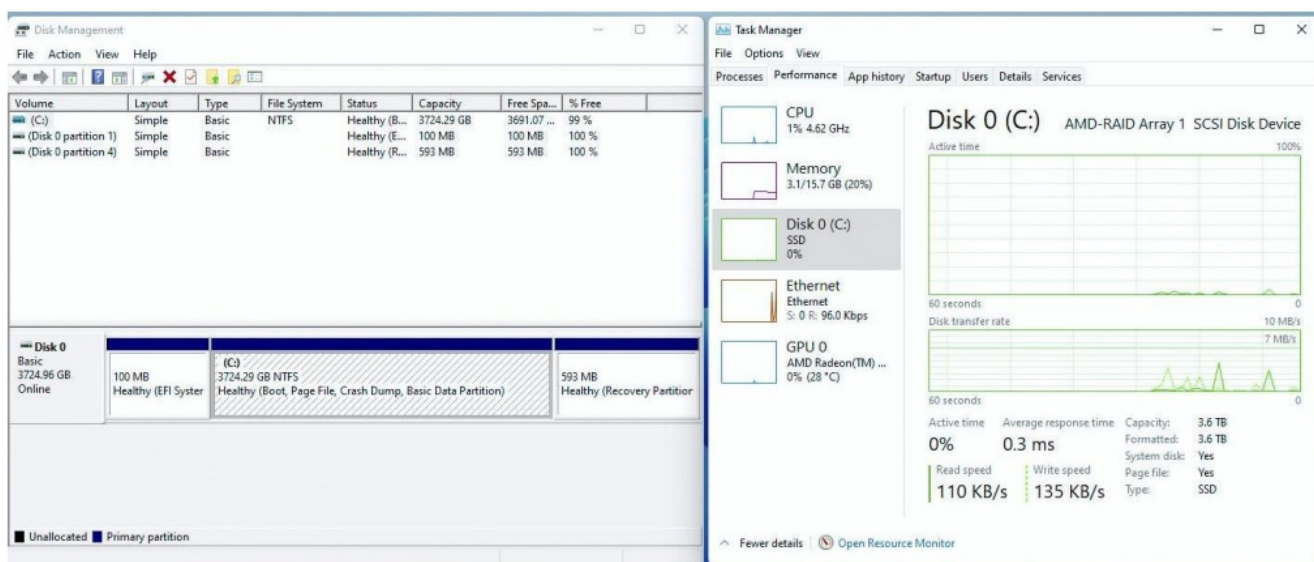 Disk Management
File Action View Help
Volume Layout Type File System Status Capacity Free Spa... % Free
(C:) Simple Basic NTFS Healthy (B... 3724.29 GB 3691.07 ... 99 %
(Disk 0 partition 1) Simple Basic Healthy (E... 100 MB 100 MB 100 %
(Disk 0 partition 4) Simple Basic Healthy (R... 593 MB 593 MB 100 %
Disk 0
Basic
3724.96 GB
Online
100 MB
Healthy (EFI Syster
(C:)
3724.29 GB NTFS
Healthy (Boot, Page File, Crash Dump, Basic Data Partition)
593 MB
Healthy (Recovery Partitior
Unallocated Primary partition
Task Manager
File Options View
Processes Performance App history Startup Users Details Services
CPU
1% 4.62 GHz
Memory
3.1/15.7 GB (20%)
Disk 0 (C:)
SSD
0%
Ethernet
Ethernet
S: 0 R: 96.0 Kbps
GPU 0
AMD Radeon(TM) ...
0% (28 °C)
Disk 0 (C:) AMD-RAID Array 1 SCSI Disk Device
Active time 100%
60 seconds 0
Disk transfer rate 10 MB/s
7 MB/s
60 seconds 0
Active time Average response time
0% 0.3 ms
Read speed Write speed
110 KB/s 135 KB/s
Capacity: 3.6 TB
Formatted: 3.6 TB
System disk: Yes
Page file: Yes
Type: SSD
Fewer details Open Resource Monitor